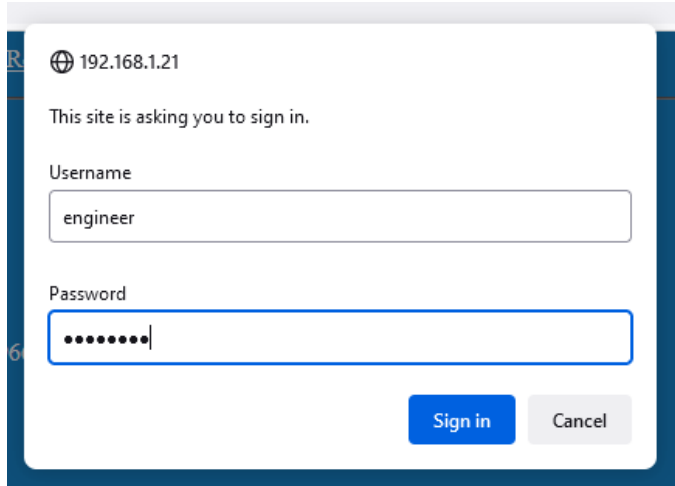 192.168.1.21
This site is asking you to sign in.
Username
engineer
Password
••••••••
Sign in
Cancel